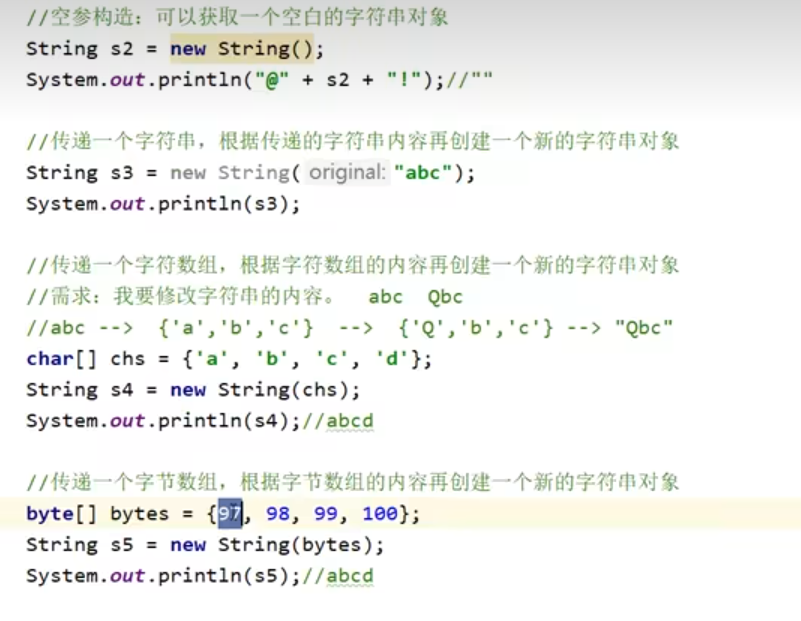 //空参构造：可以获取一个空白的字符串对象
String s2 = new String();
System.out.println("@" + s2 + "!");//""
//传递一个字符串，根据传递的字符串内容再创建一个新的字符串对象
String s3 = new String( original: "abc");
System.out.println(s3);
//传递一个字符数组，根据字符数组的内容再创建一个新的字符串对象
//需求：我要修改字符串的内容。  abc  Qbc
//abc -->  {'a','b','c'}  -->  {'Q','b','c'} --> "Qbc"
char[] chs = {'a', 'b', 'c', 'd'};
String s4 = new String(chs);
System.out.println(s4);//abcd
//传递一个字节数组，根据字节数组的内容再创建一个新的字符串对象
byte[] bytes = {97, 98, 99, 100};
String s5 = new String(bytes);
System.out.println(s5);//abcd